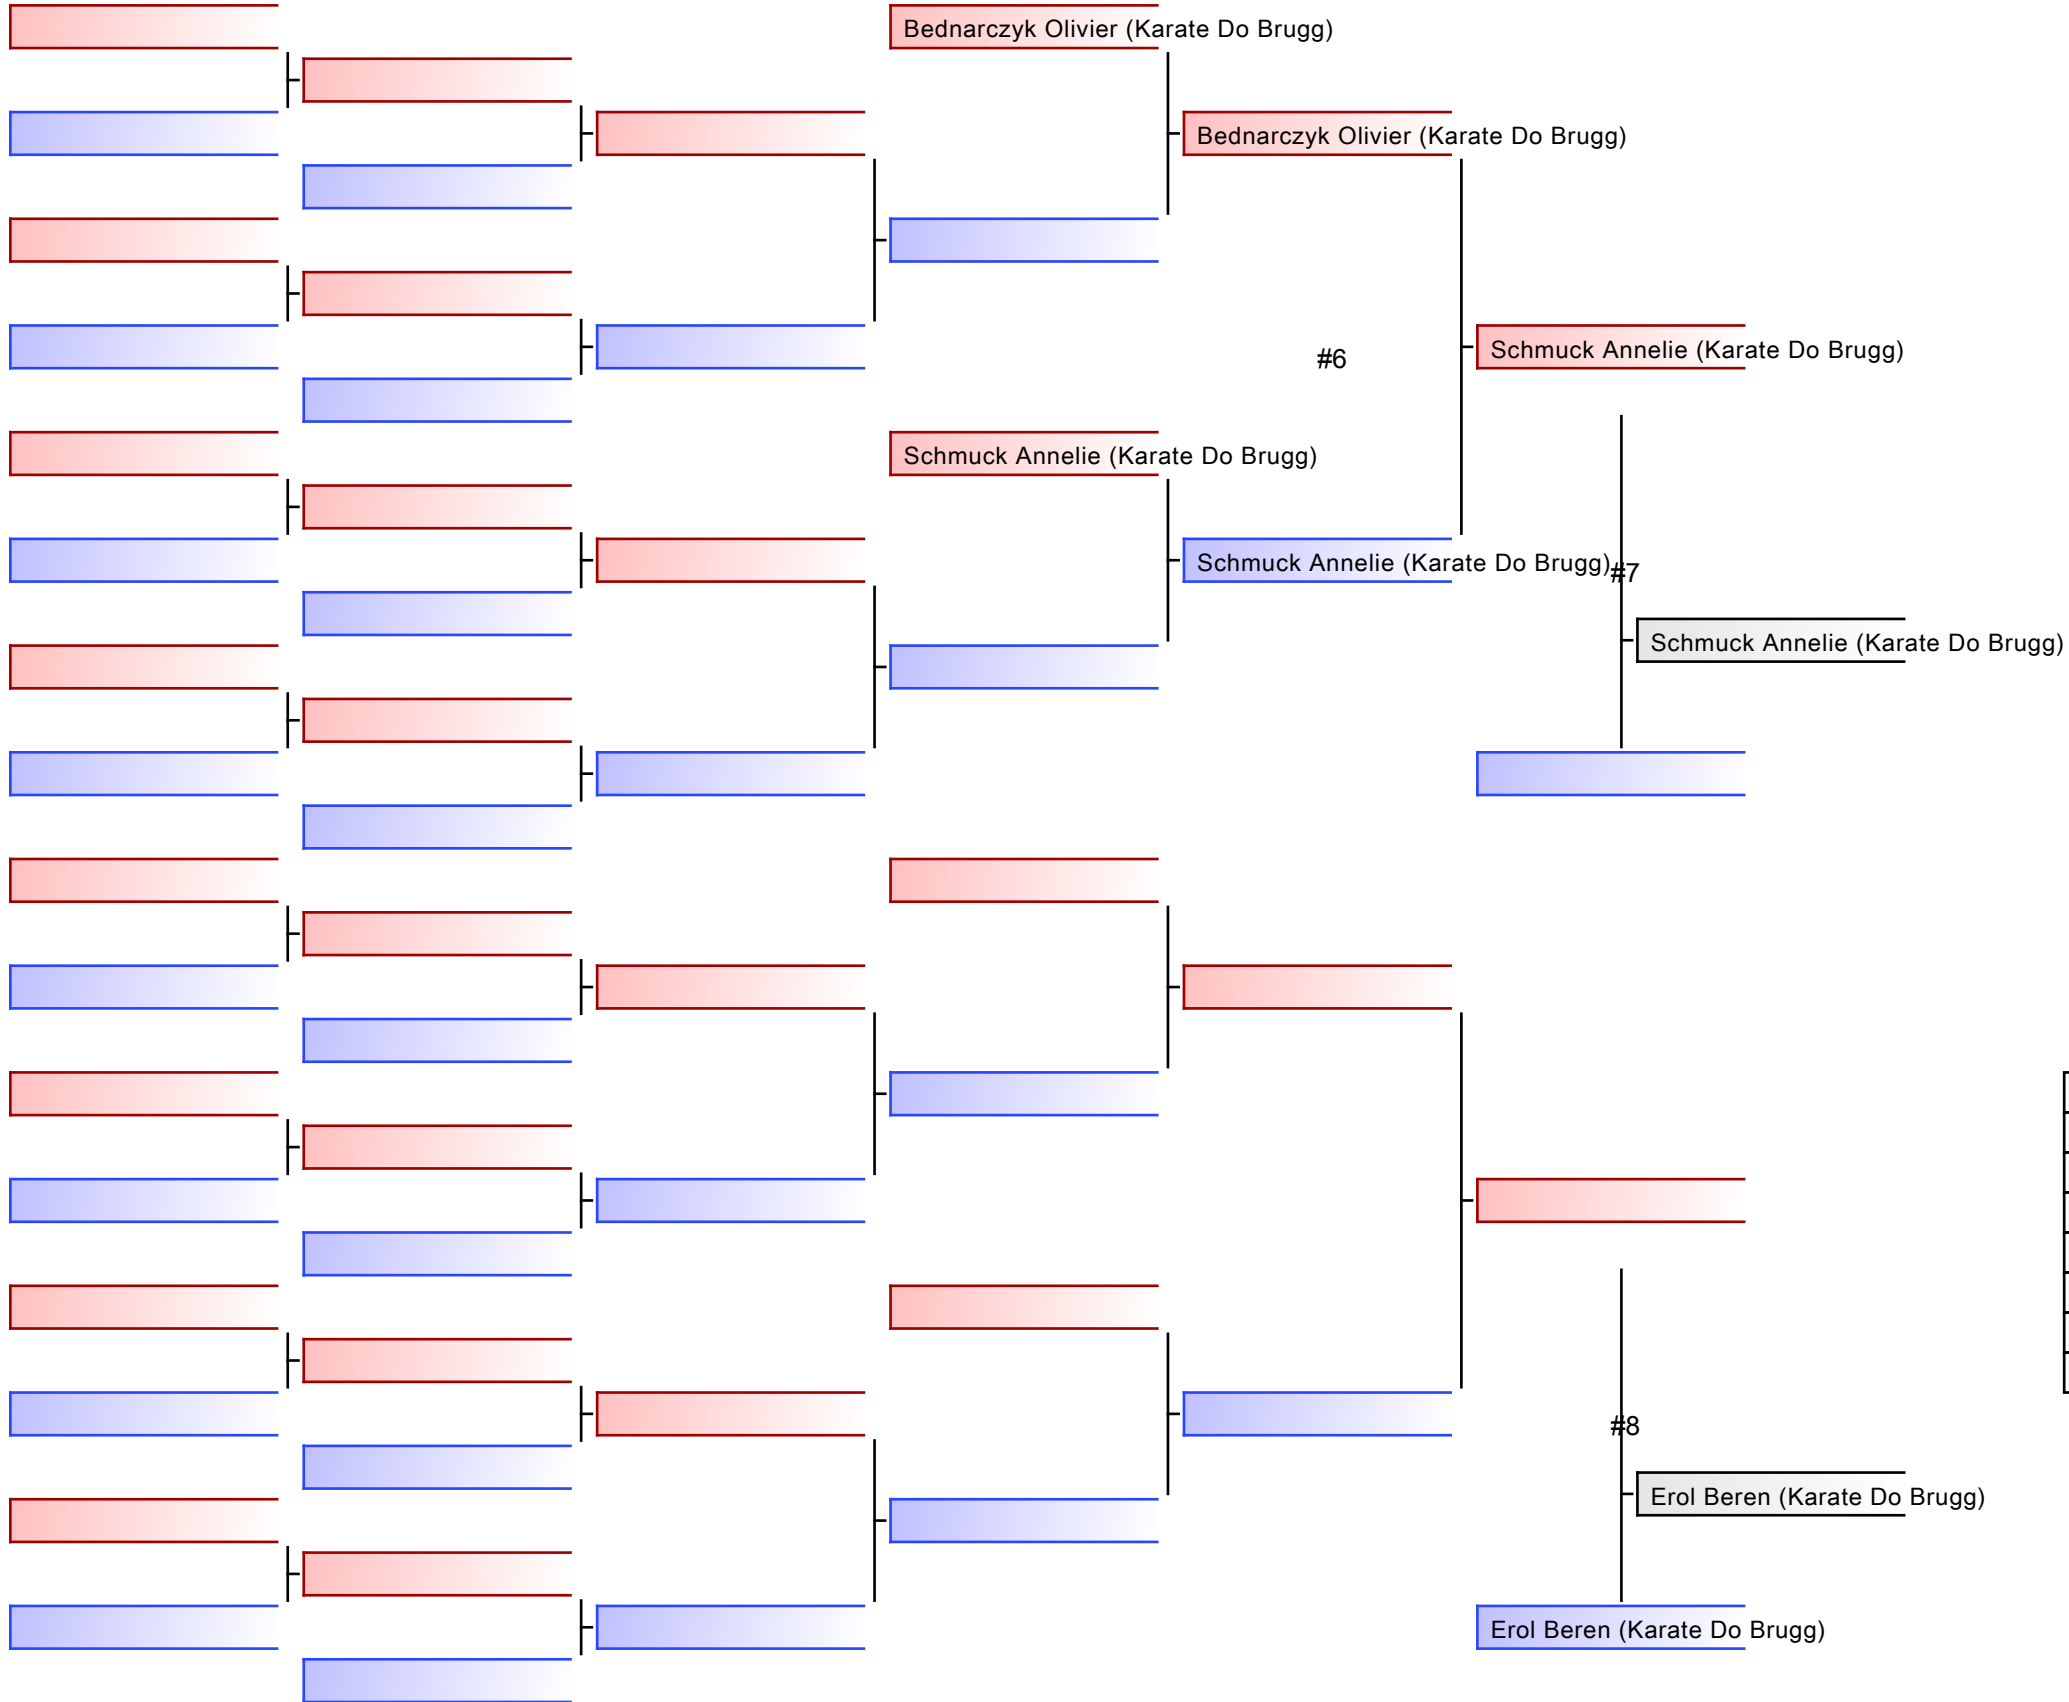 Bednarczyk Olivier (Karate Do Brugg)
Bednarczyk Olivier (Karate Do Brugg)
#6
Schmuck Annelie (Karate Do Brugg)
Schmuck Annelie (Karate Do Brugg)
Schmuck Annelie (Karate Do Brugg)
#7
Schmuck Annelie (Karate Do Brugg)
#8
Erol Beren (Karate Do Brugg)
Erol Beren (Karate Do Brugg)